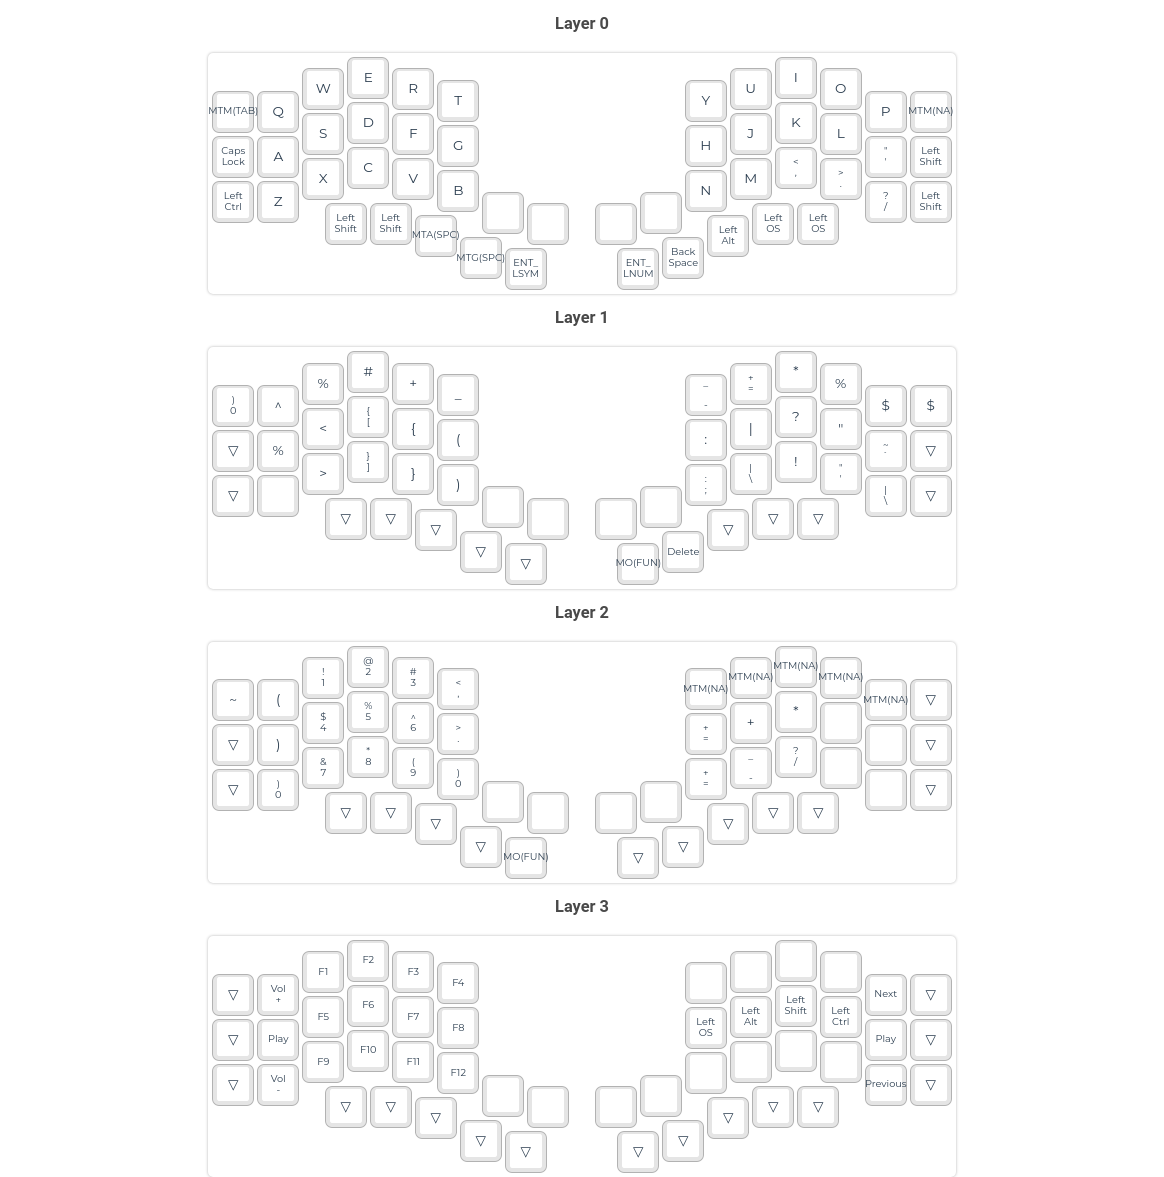 Layer 0
MTM(TAB) Q W E R T Y U I O P MTM(NA)
Caps Lock A S D F G H J K L " ' Left Shift
Left Ctrl Z X C V B N M < , > . ? / Left Shift
Left Shift Left Shift MTA(SPC) Left Alt Left OS Left OS
MTG(SPC) ENT_ LSYM ENT_ LNUM Back Space
Layer 1
) 0 ^ % # + _ _ - + = * % $ $
▽ % < { [ { ( : | ? " ~ ` ▽
▽ > } ] } ) : ; | \ ! " ' | \ ▽
▽ ▽ ▽ ▽ ▽ ▽
▽ ▽ MO(FUN) Delete
Layer 2
~ ( ! 1 @ 2 # 3 < , MTM(NA) MTM(NA) MTM(NA) MTM(NA) MTM(NA) ▽
▽ ) $ 4 % 5 ^ 6 > . + = + * ▽
▽ ) 0 & 7 * 8 ( 9 ) 0 + = _ - ? / ▽
▽ ▽ ▽ ▽ ▽ ▽
▽ MO(FUN) ▽ ▽
Layer 3
▽ Vol + F1 F2 F3 F4 Next ▽
▽ Play F5 F6 F7 F8 Left OS Left Alt Left Shift Left Ctrl Play ▽
▽ Vol - F9 F10 F11 F12 Previous ▽
▽ ▽ ▽ ▽ ▽ ▽
▽ ▽ ▽ ▽